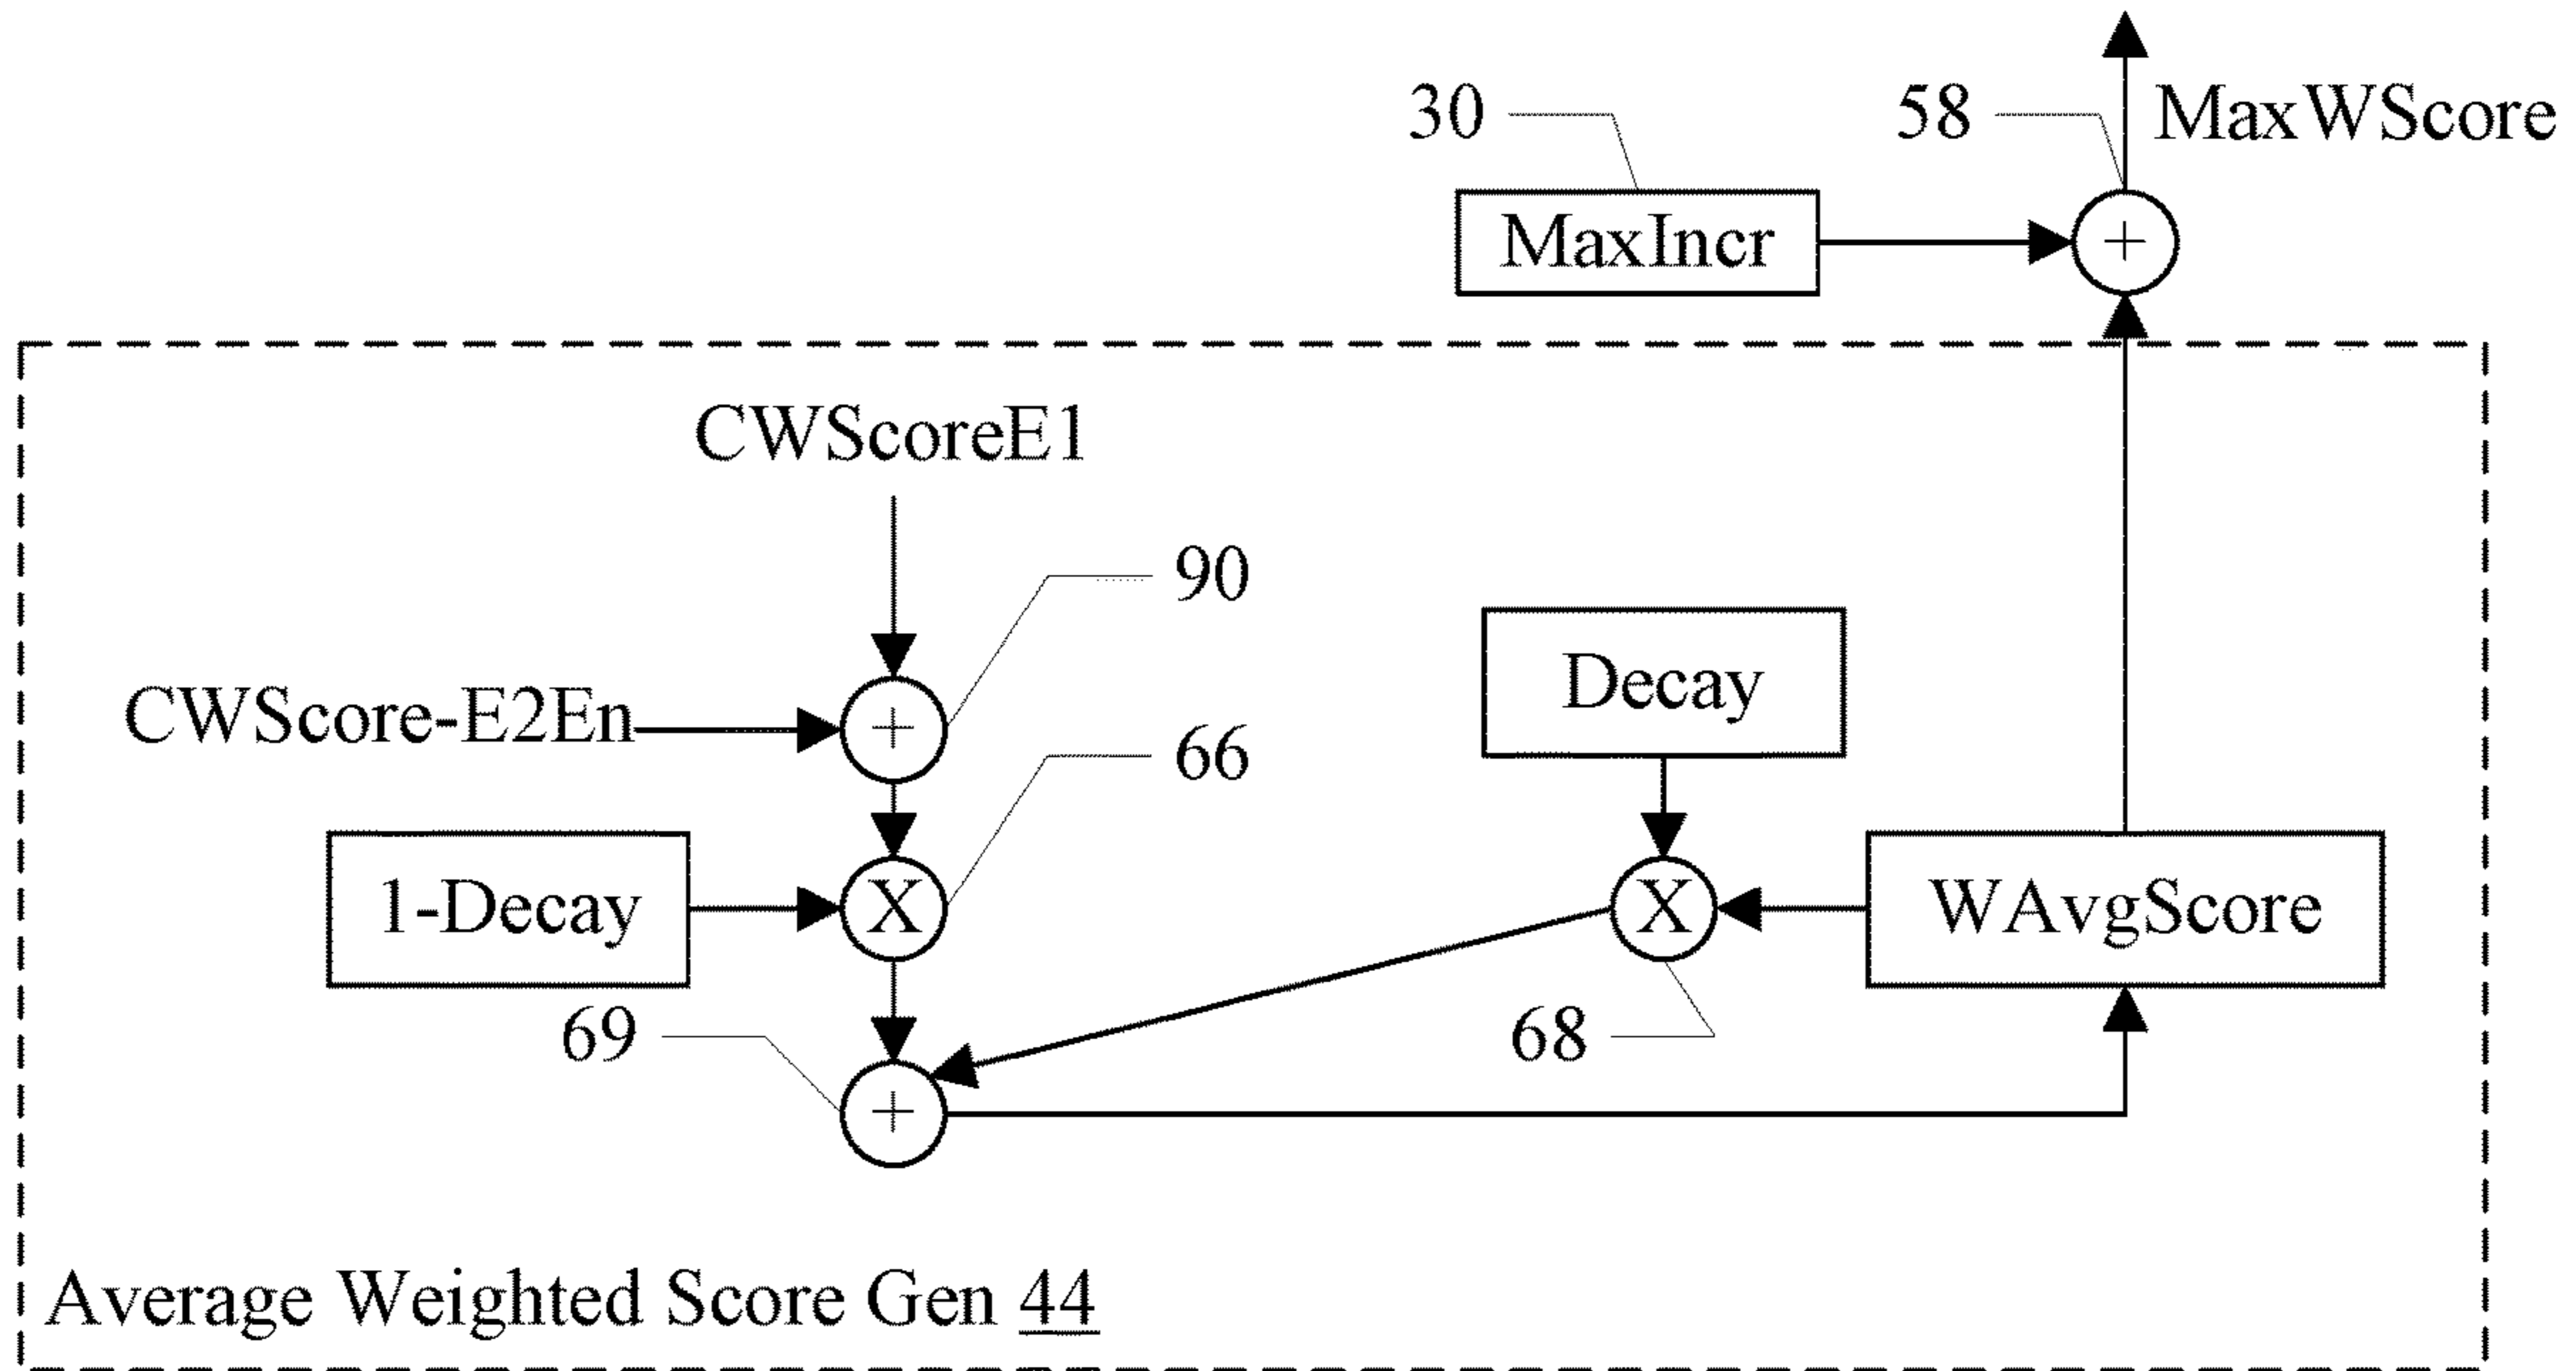 30
58
MaxWScore
MaxIncr
+
CWScoreE1
90
Decay
CWScore-E2En
+
66
1-Decay
X
X
WAvgScore
69
68
+
Average Weighted Score Gen 44